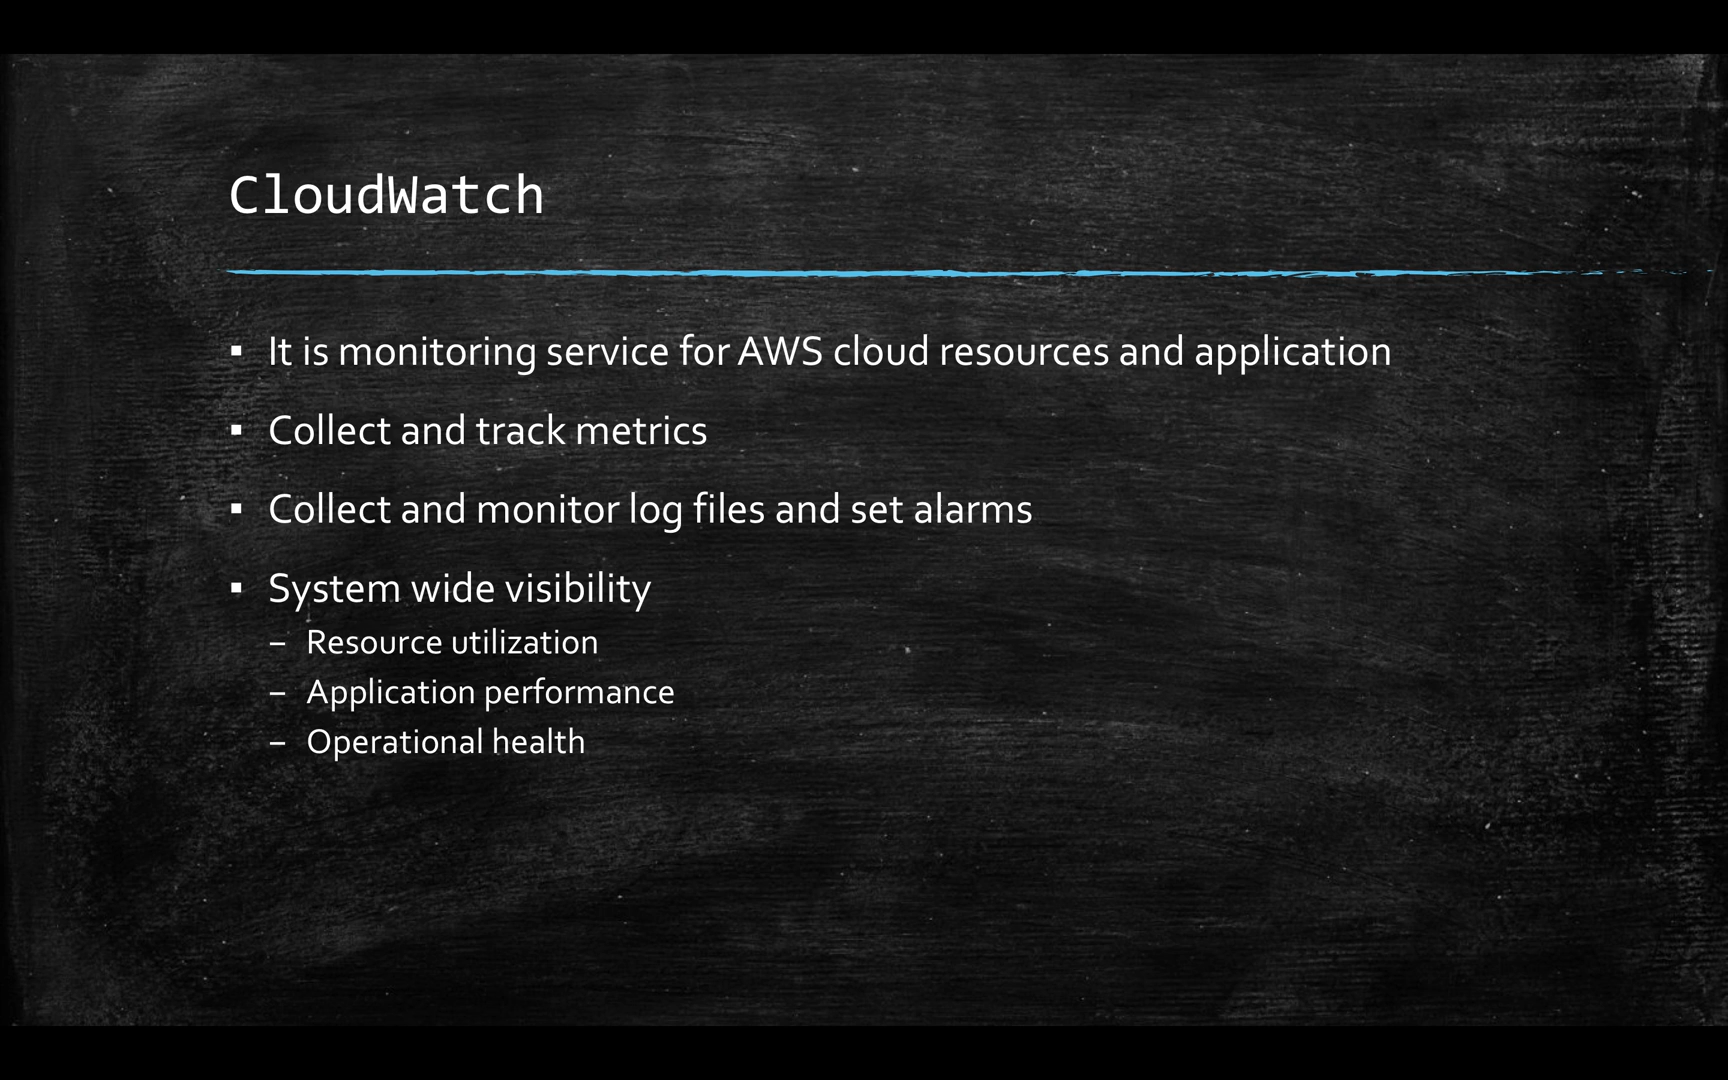 CloudWatch
▪ It is monitoring service for AWS cloud resources and application
▪ Collect and track metrics
▪ Collect and monitor log files and set alarms
▪ System wide visibility
– Resource utilization
– Application performance
– Operational health